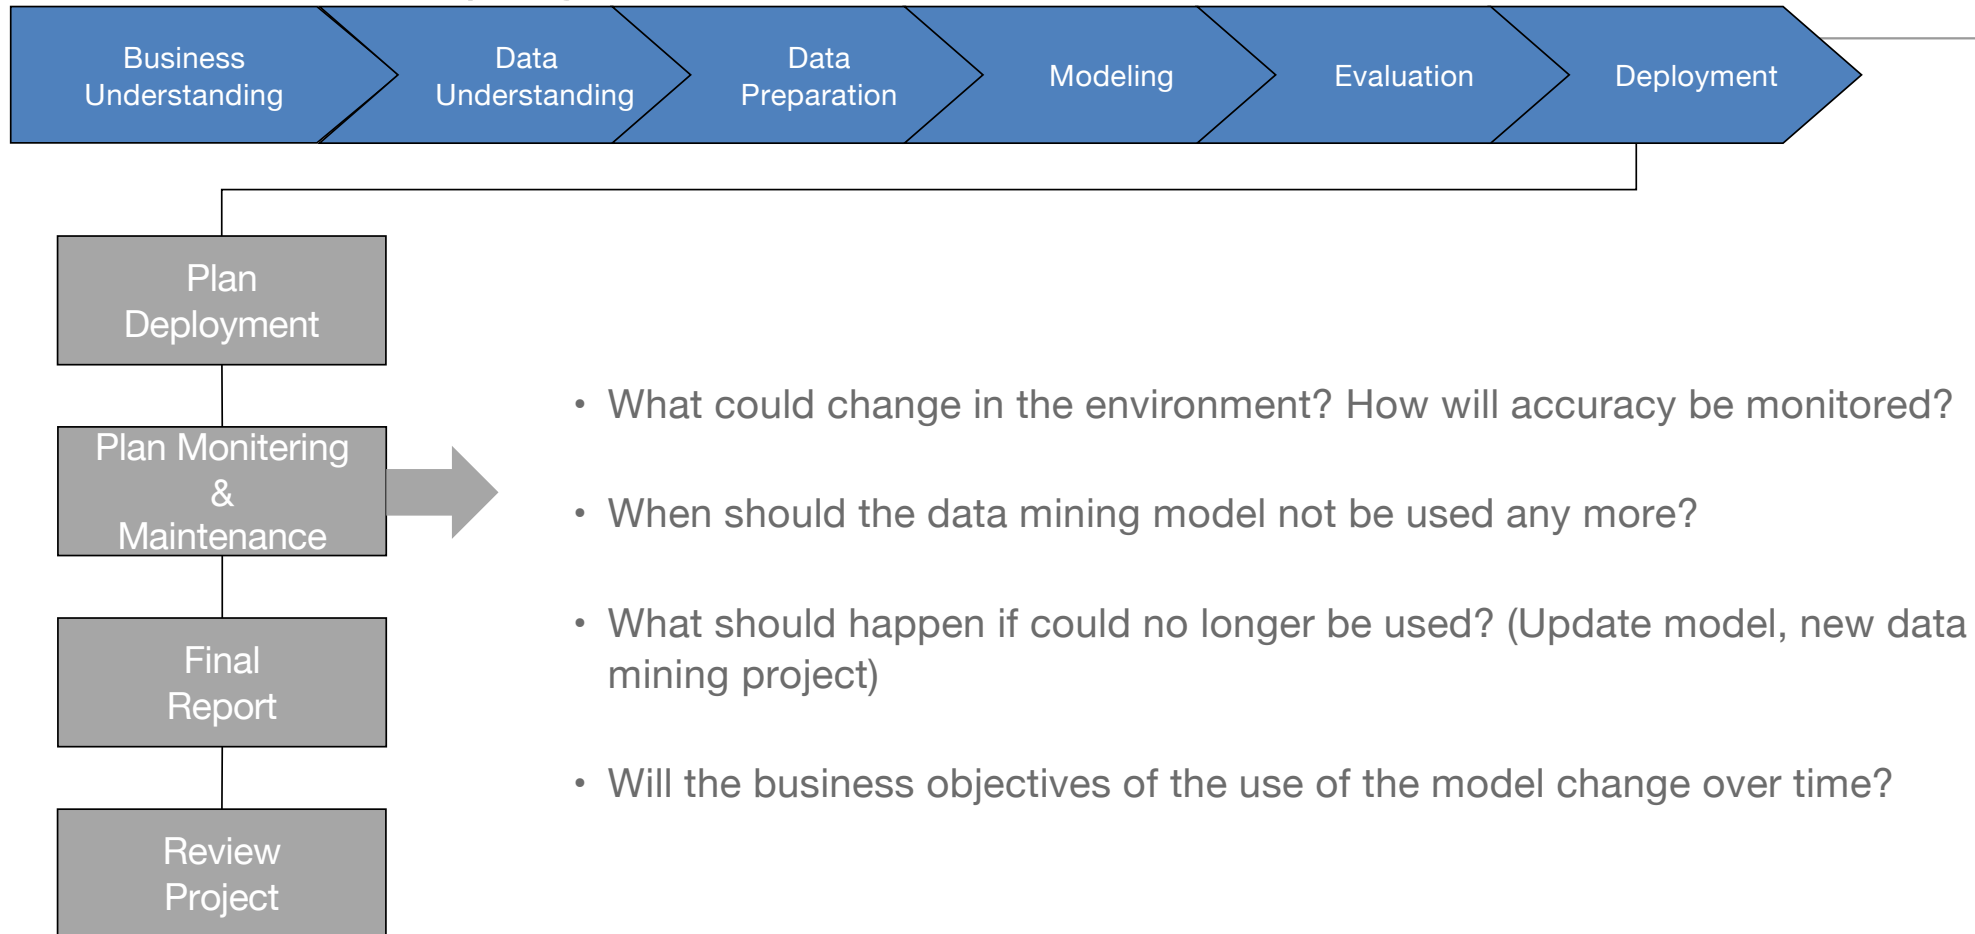 Business
Understanding
Data
Understanding
Data
Preparation
Modeling
Evaluation
Deployment
Plan
Deployment
Plan Monitering
&
Maintenance
Final
Report
Review
Project
• What could change in the environment? How will accuracy be monitored?
• When should the data mining model not be used any more?
• What should happen if could no longer be used? (Update model, new data
mining project)
• Will the business objectives of the use of the model change over time?